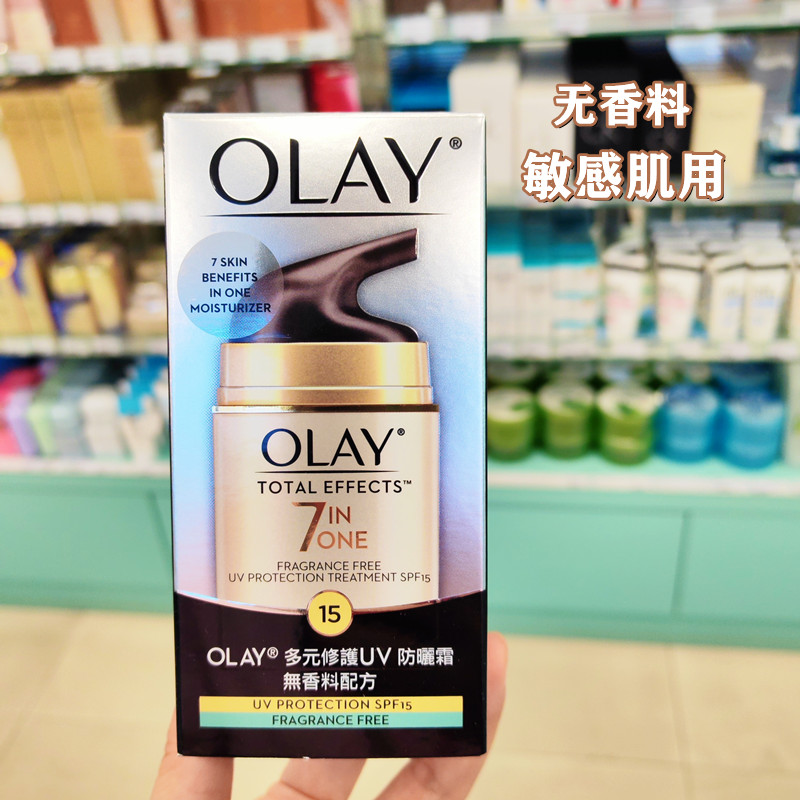 无香料
敏感肌用
OLAY®
7 SKIN
BENEFITS
IN ONE
MOISTURIZER
OLAY®
TOTAL EFFECTS™
7 IN
ONE
FRAGRANCE FREE
UV PROTECTION TREATMENT SPF15
15
OLAY® 多元修護UV 防曬霜
無香料配方
UV PROTECTION SPF15
FRAGRANCE FREE